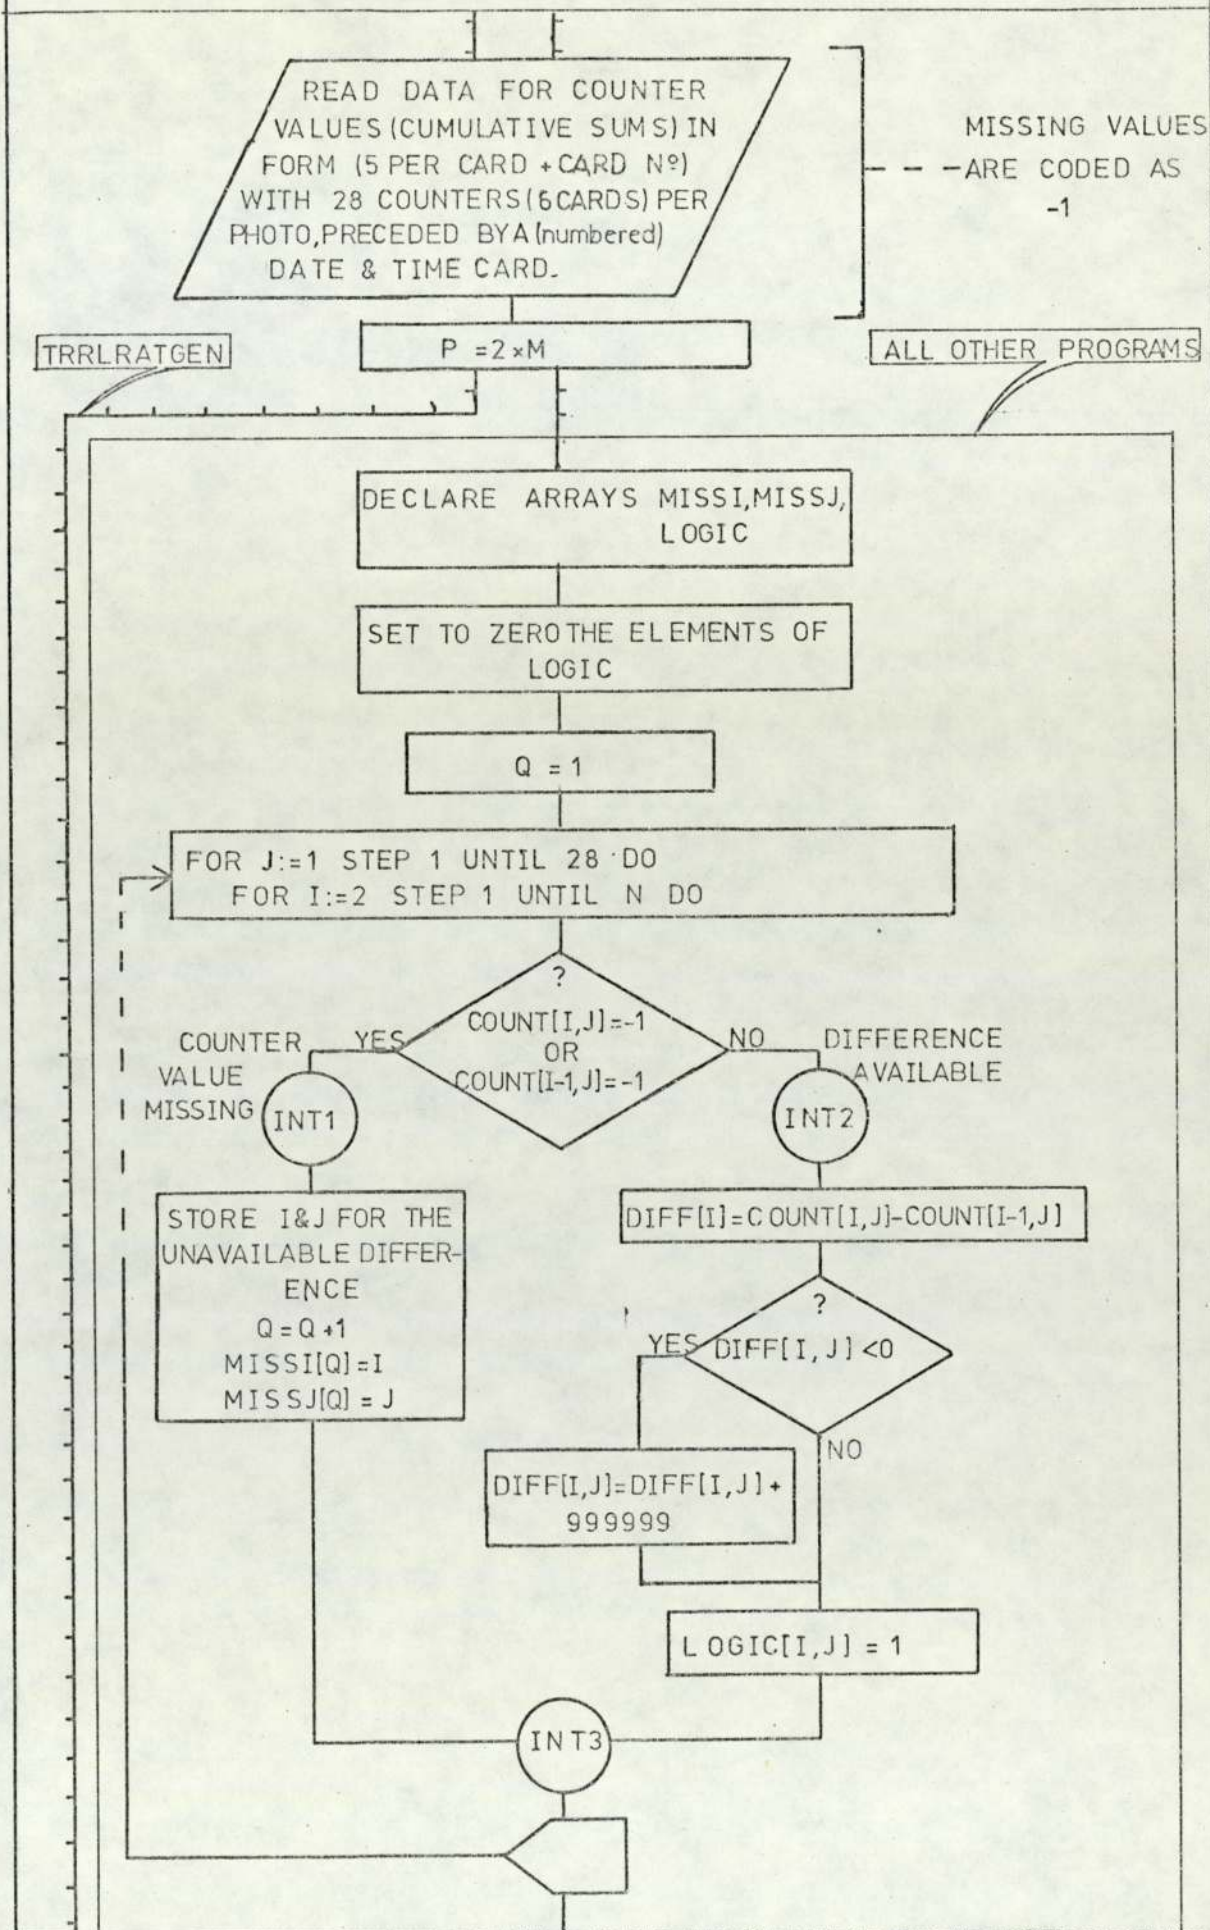 READ DATA FOR COUNTER
VALUES (CUMULATIVE SUMS) IN
FORM (5 PER CARD + CARD Nº)
WITH 28 COUNTERS (6 CARDS) PER
PHOTO, PRECEDED BY A (numbered)
DATE & TIME CARD.
MISSING VALUES
ARE CODED AS
-1
TRRLRATGEN
P = 2×M
ALL OTHER PROGRAMS
DECLARE ARRAYS MISSI, MISSJ,
LOGIC
SET TO ZERO THE ELEMENTS OF
LOGIC
Q = 1
FOR J:=1 STEP 1 UNTIL 28 DO
FOR I:=2 STEP 1 UNTIL N DO
?
COUNT[I,J]=-1
OR
COUNT[I-1,J]=-1
YES
NO
COUNTER
VALUE
MISSING
INT1
DIFFERENCE
AVAILABLE
INT2
STORE I&J FOR THE
UNAVAILABLE DIFFER-
ENCE
Q = Q+1
MISSI[Q] = I
MISSJ[Q] = J
DIFF[I]=COUNT[I,J]-COUNT[I-1,J]
?
DIFF[I,J] <0
YES
NO
DIFF[I,J]=DIFF[I,J]+
999999
LOGIC[I,J] = 1
INT3